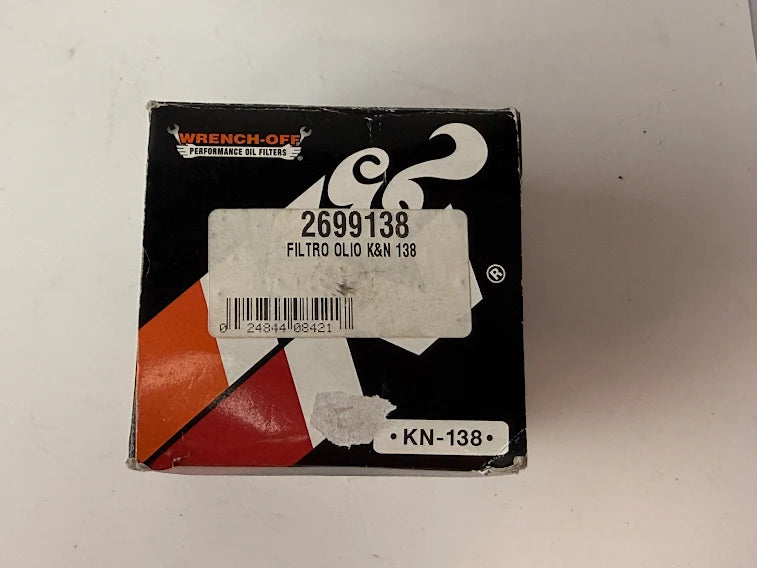 WRENCH-OFF
PERFORMANCE OIL FILTERS
®
2699138
FILTRO OLIO K&N 138
®
0 24844 08421
• KN-138 •